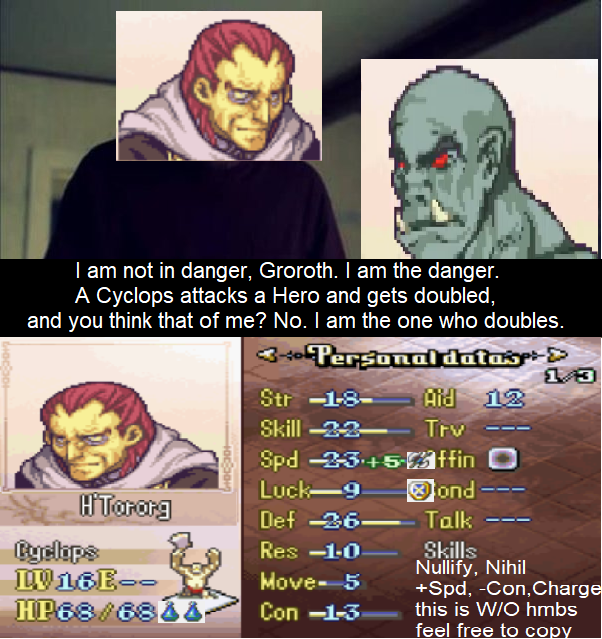 I am not in danger, Groroth. I am the danger.
A Cyclops attacks a Hero and gets doubled,
and you think that of me? No. I am the one who doubles.
Personal data
1/3
Str 18 Aid 12
Skill 22 Trv ---
Spd 23 +5 ffin
Luck 9 ond ---
Def 26 Talk ---
Res 10 Skills
Move 5
Con 13
H'Tororg
Cyclops
LV 16 E --
HP 68/68
Nullify, Nihil
+Spd, -Con,Charge
this is W/O hmbs
feel free to copy